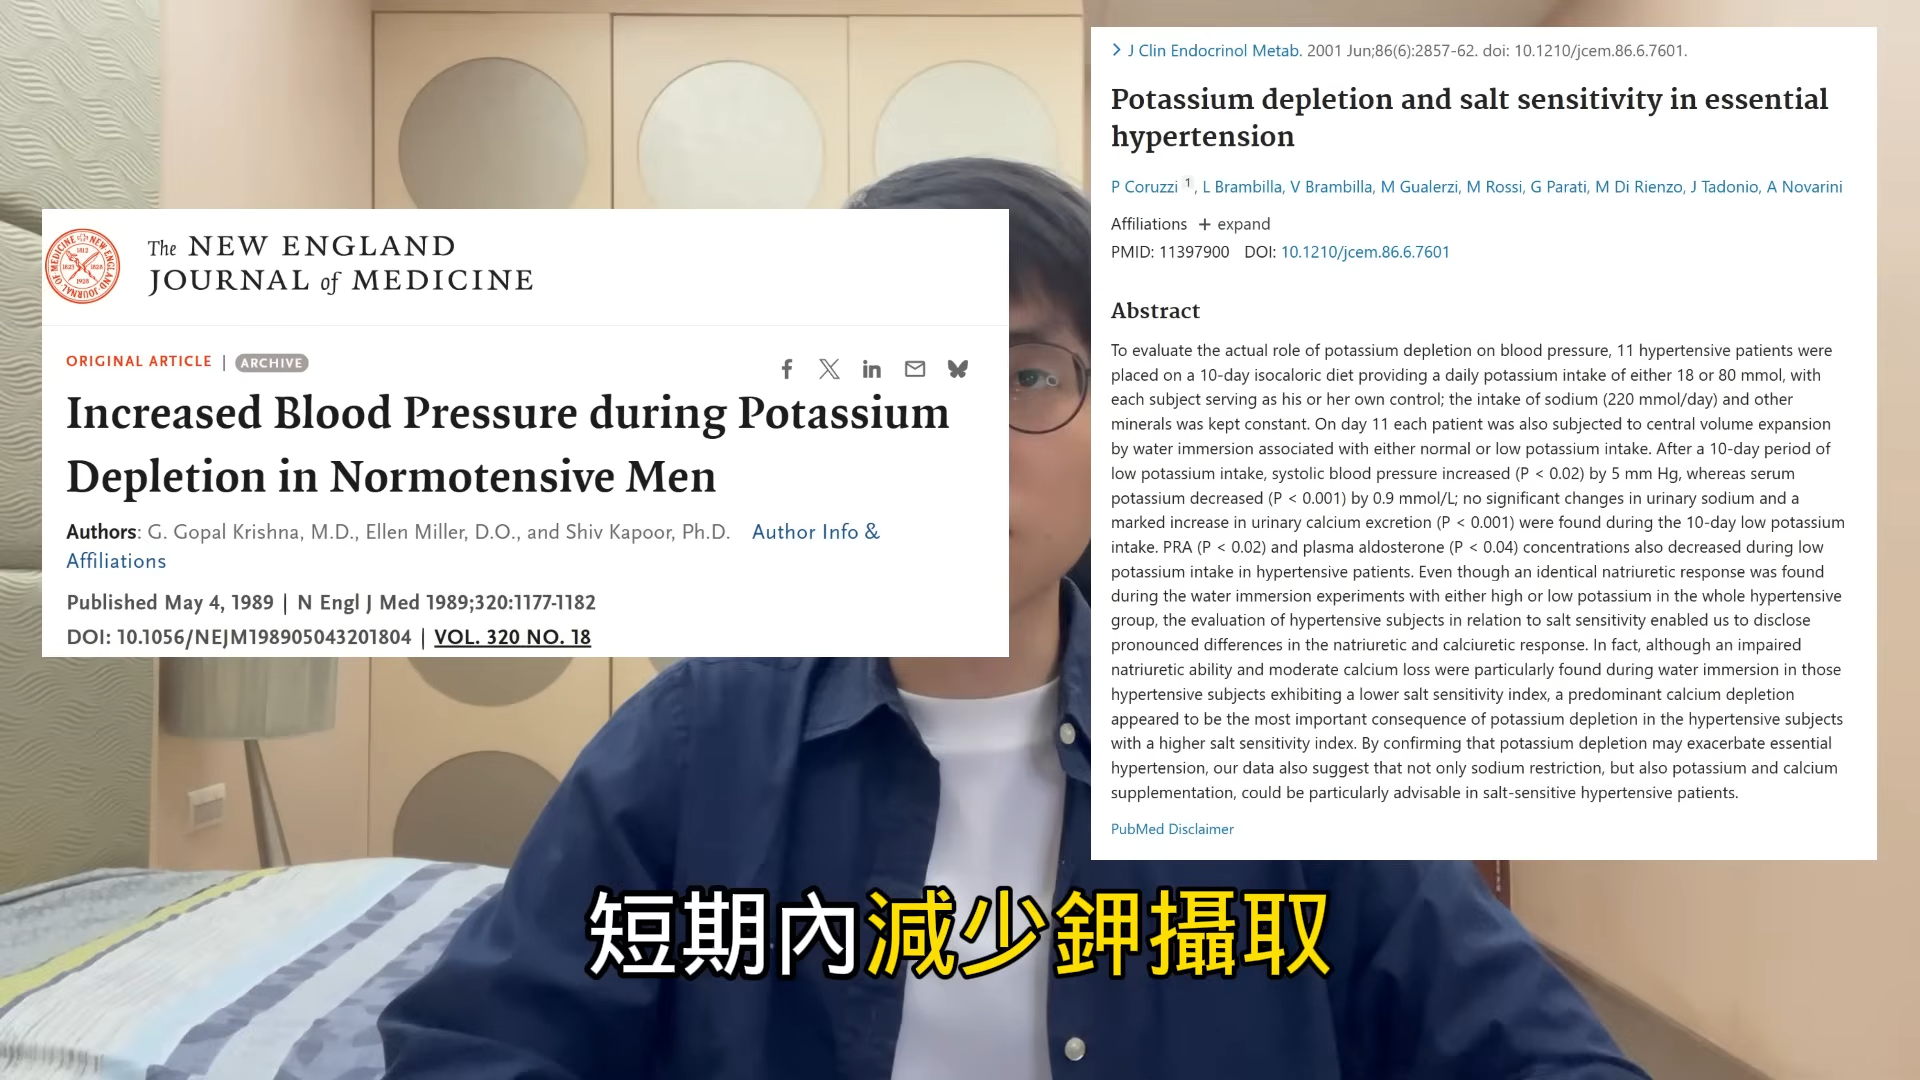 The NEW ENGLAND
JOURNAL of MEDICINE
ORIGINAL ARTICLE | ARCHIVE
Increased Blood Pressure during Potassium
Depletion in Normotensive Men
Authors: G. Gopal Krishna, M.D., Ellen Miller, D.O., and Shiv Kapoor, Ph.D. Author Info &
Affiliations
Published May 4, 1989 | N Engl J Med 1989;320:1177-1182
DOI: 10.1056/NEJM198905043201804 | VOL. 320 NO. 18
> J Clin Endocrinol Metab. 2001 Jun;86(6):2857-62. doi: 10.1210/jcem.86.6.7601.
Potassium depletion and salt sensitivity in essential
hypertension
P Coruzzi 1, L Brambilla, V Brambilla, M Gualerzi, M Rossi, G Parati, M Di Rienzo, J Tadonio, A Novarini
Affiliations + expand
PMID: 11397900 DOI: 10.1210/jcem.86.6.7601
Abstract
To evaluate the actual role of potassium depletion on blood pressure, 11 hypertensive patients were
placed on a 10-day isocaloric diet providing a daily potassium intake of either 18 or 80 mmol, with
each subject serving as his or her own control; the intake of sodium (220 mmol/day) and other
minerals was kept constant. On day 11 each patient was also subjected to central volume expansion
by water immersion associated with either normal or low potassium intake. After a 10-day period of
low potassium intake, systolic blood pressure increased (P < 0.02) by 5 mm Hg, whereas serum
potassium decreased (P < 0.001) by 0.9 mmol/L; no significant changes in urinary sodium and a
marked increase in urinary calcium excretion (P < 0.001) were found during the 10-day low potassium
intake. PRA (P < 0.02) and plasma aldosterone (P < 0.04) concentrations also decreased during low
potassium intake in hypertensive patients. Even though an identical natriuretic response was found
during the water immersion experiments with either high or low potassium in the whole hypertensive
group, the evaluation of hypertensive subjects in relation to salt sensitivity enabled us to disclose
pronounced differences in the natriuretic and calciuretic response. In fact, although an impaired
natriuretic ability and moderate calcium loss were particularly found during water immersion in those
hypertensive subjects exhibiting a lower salt sensitivity index, a predominant calcium depletion
appeared to be the most important consequence of potassium depletion in the hypertensive subjects
with a higher salt sensitivity index. By confirming that potassium depletion may exacerbate essential
hypertension, our data also suggest that not only sodium restriction, but also potassium and calcium
supplementation, could be particularly advisable in salt-sensitive hypertensive patients.
PubMed Disclaimer
短期內減少鉀攝取